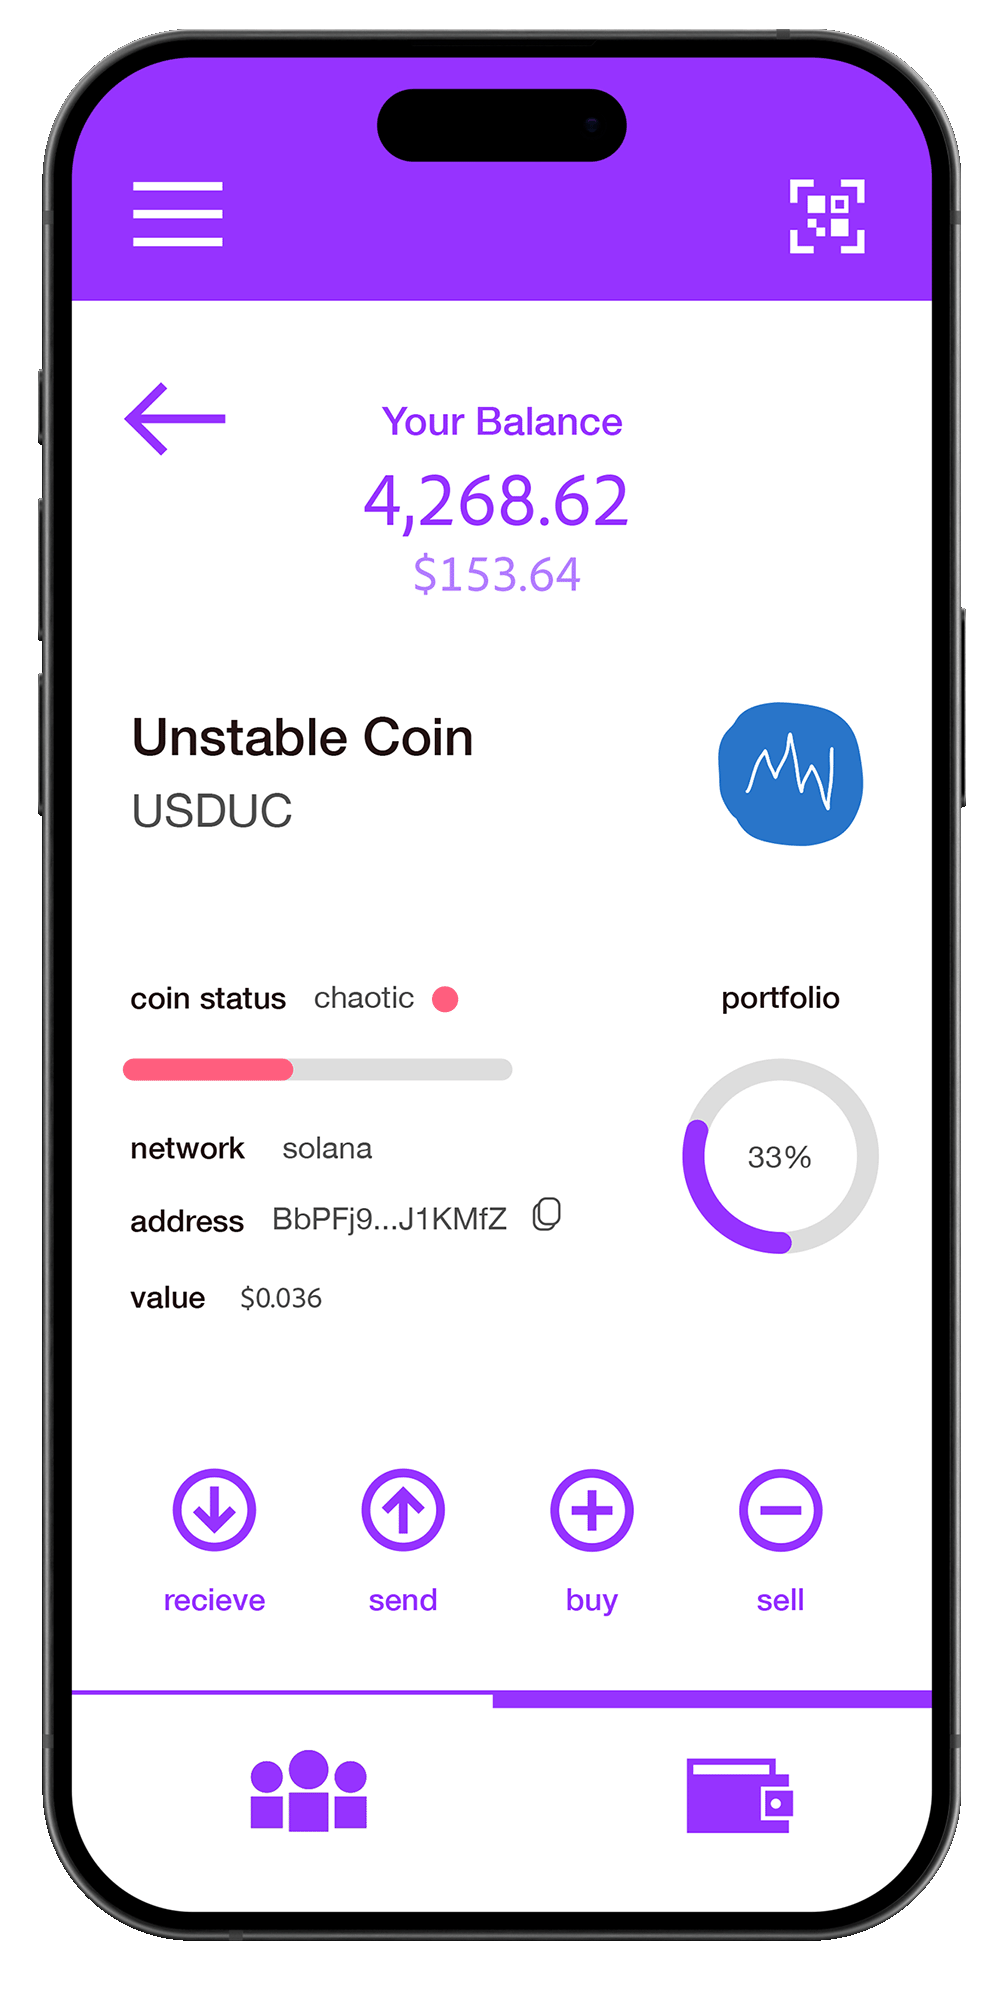 Your Balance
4,268.62
$153.64
Unstable Coin
USDUC
coin status chaotic
portfolio
33%
network solana
address BbPFj9...J1KMfZ
value $0.036
recieve send buy sell